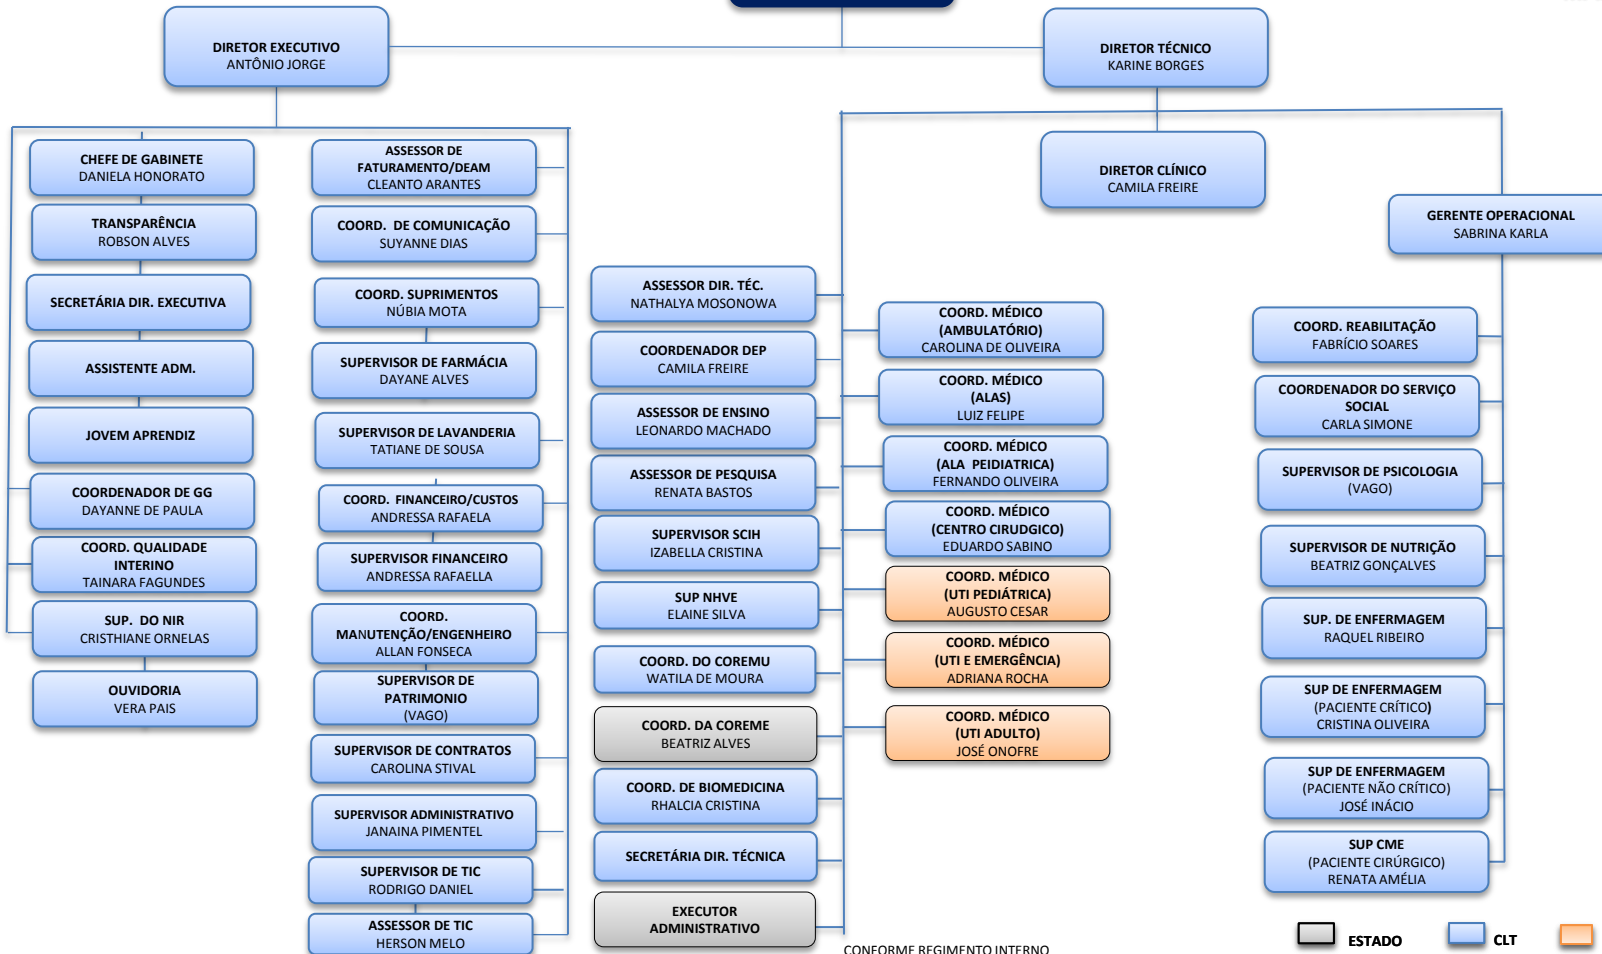 DIRETOR EXECUTIVO
ANTÔNIO JORGE
DIRETOR TÉCNICO
KARINE BORGES
CHEFE DE GABINETE
DANIELA HONORATO
TRANSPARÊNCIA
ROBSON ALVES
SECRETÁRIA DIR. EXECUTIVA
ASSISTENTE ADM.
JOVEM APRENDIZ
COORDENADOR DE GG
DAYANNE DE PAULA
COORD. QUALIDADE
INTERINO
TAINARA FAGUNDES
SUP. DO NIR
CRISTHIANE ORNELAS
OUVIDORIA
VERA PAIS
ASSESSOR DE
FATURAMENTO/DEAM
CLEANTO ARANTES
COORD. DE COMUNICAÇÃO
SUYANNE DIAS
COORD. SUPRIMENTOS
NÚBIA MOTA
SUPERVISOR DE FARMÁCIA
DAYANE ALVES
SUPERVISOR DE LAVANDERIA
TATIANE DE SOUSA
COORD. FINANCEIRO/CUSTOS
ANDRESSA RAFAELA
SUPERVISOR FINANCEIRO
ANDRESSA RAFAELLA
COORD.
MANUTENÇÃO/ENGENHEIRO
ALLAN FONSECA
SUPERVISOR DE
PATRIMONIO
(VAGO)
SUPERVISOR DE CONTRATOS
CAROLINA STIVAL
SUPERVISOR ADMINISTRATIVO
JANAINA PIMENTEL
SUPERVISOR DE TIC
RODRIGO DANIEL
ASSESSOR DE TIC
HERSON MELO
DIRETOR CLÍNICO
CAMILA FREIRE
ASSESSOR DIR. TÉC.
NATHALYA MOSONOWA
COORDENADOR DEP
CAMILA FREIRE
ASSESSOR DE ENSINO
LEONARDO MACHADO
ASSESSOR DE PESQUISA
RENATA BASTOS
SUPERVISOR SCIH
IZABELLA CRISTINA
SUP NHVE
ELAINE SILVA
COORD. DO COREMU
WATILA DE MOURA
COORD. DA COREME
BEATRIZ ALVES
COORD. DE BIOMEDICINA
RHALCIA CRISTINA
SECRETÁRIA DIR. TÉCNICA
EXECUTOR
ADMINISTRATIVO
COORD. MÉDICO
(AMBULATÓRIO)
CAROLINA DE OLIVEIRA
COORD. MÉDICO
(ALAS)
LUIZ FELIPE
COORD. MÉDICO
(ALA PEIDIATRICA)
FERNANDO OLIVEIRA
COORD. MÉDICO
(CENTRO CIRUDGICO)
EDUARDO SABINO
COORD. MÉDICO
(UTI PEDIÁTRICA)
AUGUSTO CESAR
COORD. MÉDICO
(UTI E EMERGÊNCIA)
ADRIANA ROCHA
COORD. MÉDICO
(UTI ADULTO)
JOSÉ ONOFRE
GERENTE OPERACIONAL
SABRINA KARLA
COORD. REABILITAÇÃO
FABRÍCIO SOARES
COORDENADOR DO SERVIÇO
SOCIAL
CARLA SIMONE
SUPERVISOR DE PSICOLOGIA
(VAGO)
SUPERVISOR DE NUTRIÇÃO
BEATRIZ GONÇALVES
SUP. DE ENFERMAGEM
RAQUEL RIBEIRO
SUP DE ENFERMAGEM
(PACIENTE CRÍTICO)
CRISTINA OLIVEIRA
SUP DE ENFERMAGEM
(PACIENTE NÃO CRÍTICO)
JOSÉ INÁCIO
SUP CME
(PACIENTE CIRÚRGICO)
RENATA AMÉLIA
ESTADO
CLT
CONFORME REGIMENTO INTERNO